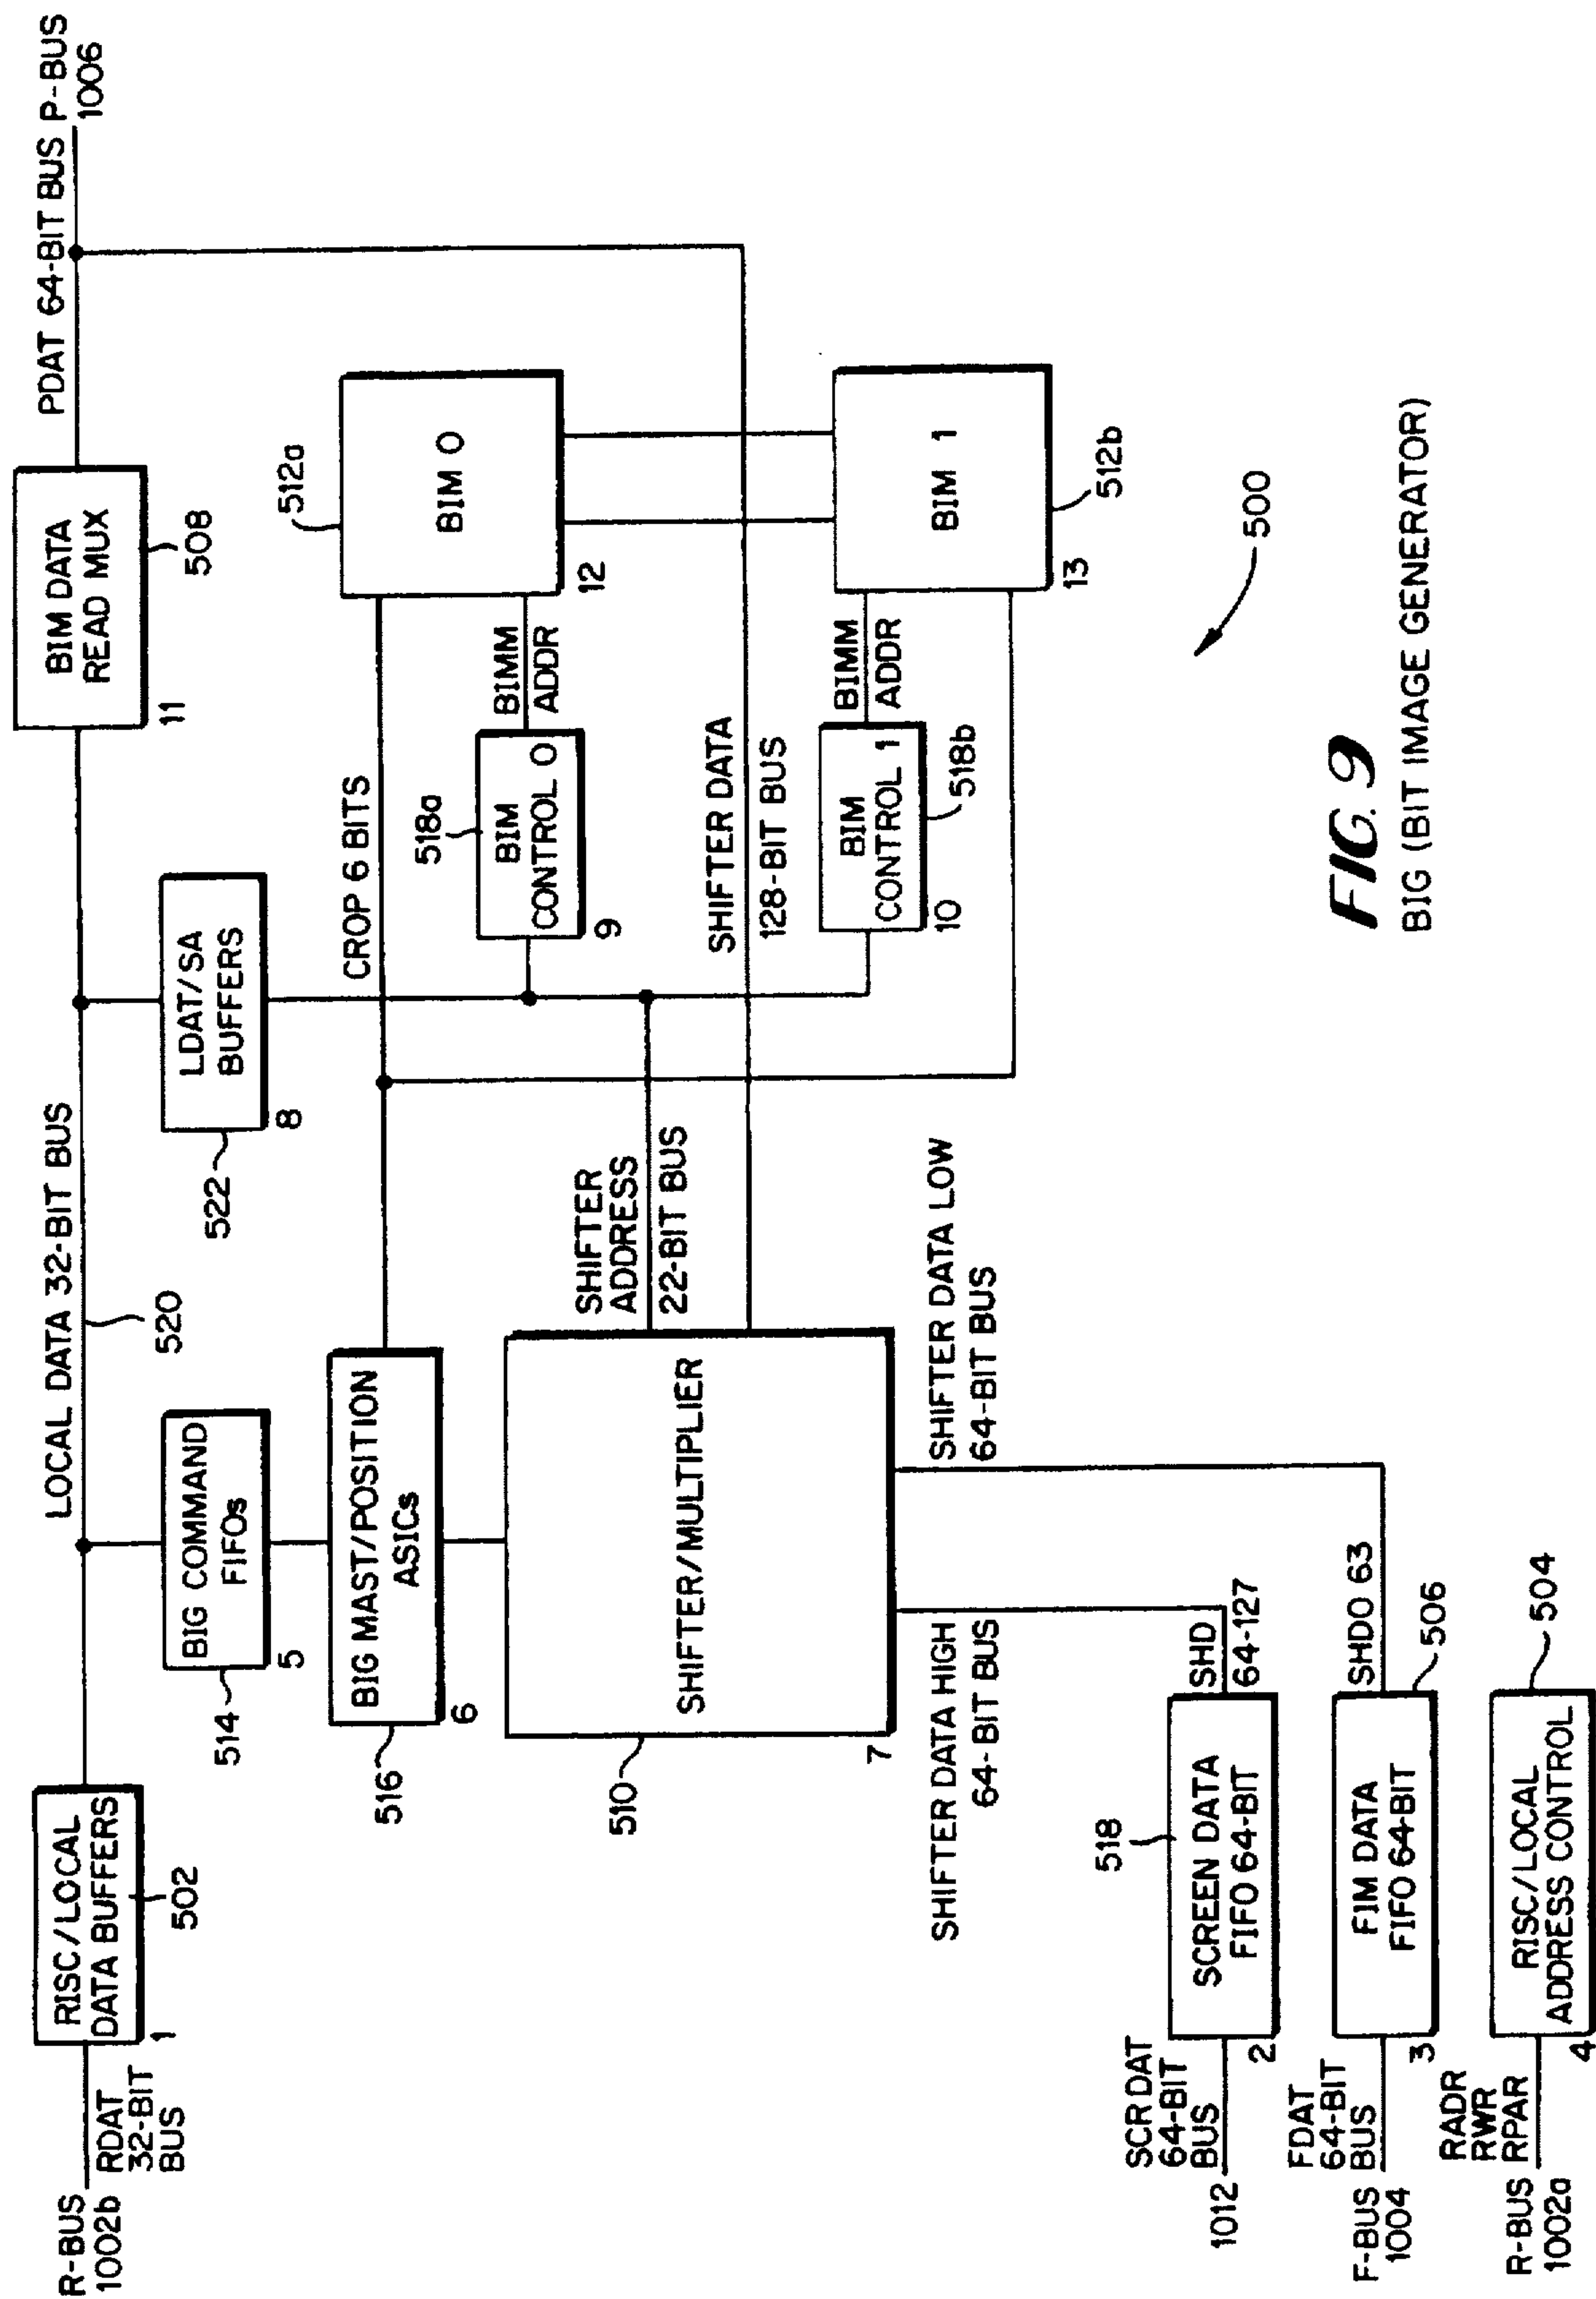 R-BUS
1002b
RDAT
32-BIT
BUS
RISC/LOCAL
DATA BUFFERS
1
502
LOCAL DATA 32-BIT BUS
520
BIG COMMAND
FIFOs
5
514
BIG MAST/POSITION
ASICs
6
516
SHIFTER/MULTIPLIER
7
510
LDAT/SA
BUFFERS
8
522
BIM DATA
READ MUX
11
508
PDAT 64-BIT BUS
P-BUS
1006
CROP 6 BITS
518a
BIM
CONTROL 0
9
BIMM
ADDR
512a
BIM 0
12
SHIFTER
ADDRESS
22-BIT BUS
SHIFTER DATA
128-BIT BUS
BIM
CONTROL 1
10
518b
BIMM
ADDR
BIM 1
13
512b
SHIFTER DATA HIGH
64-BIT BUS
SHIFTER DATA LOW
64-BIT BUS
SCR DAT
64-BIT
BUS
1012
518
SCREEN DATA
FIFO 64-BIT
2
SHD
64-127
FDAT
64-BIT
BUS
F-BUS
1004
FIM DATA
FIFO 64-BIT
3
SHD0 63
506
RADR
RWR
RPAR
R-BUS
1002a
RISC/LOCAL
ADDRESS CONTROL
4
504
500
FIG. 9
BIG (BIT IMAGE GENERATOR)